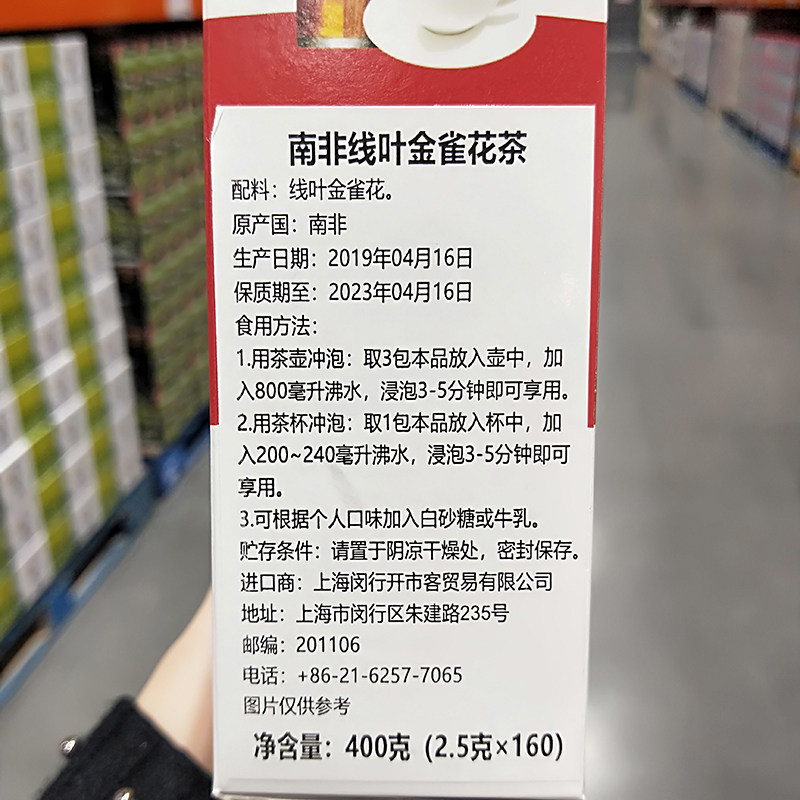 南非线叶金雀花茶
配料：线叶金雀花。
原产国：南非
生产日期：2019年04月16日
保质期至：2023年04月16日
食用方法：
1.用茶壶冲泡：取3包本品放入壶中，加
入800毫升沸水，浸泡3-5分钟即可享用。
2.用茶杯冲泡：取1包本品放入杯中，加
入200~240毫升沸水，浸泡3-5分钟即可
享用。
3.可根据个人口味加入白砂糖或牛乳。
贮存条件：请置于阴凉干燥处，密封保存。
进口商：上海闵行开市客贸易有限公司
地址：上海市闵行区朱建路235号
邮编：201106
电话：+86-21-6257-7065
图片仅供参考
净含量：400克（2.5克×160）